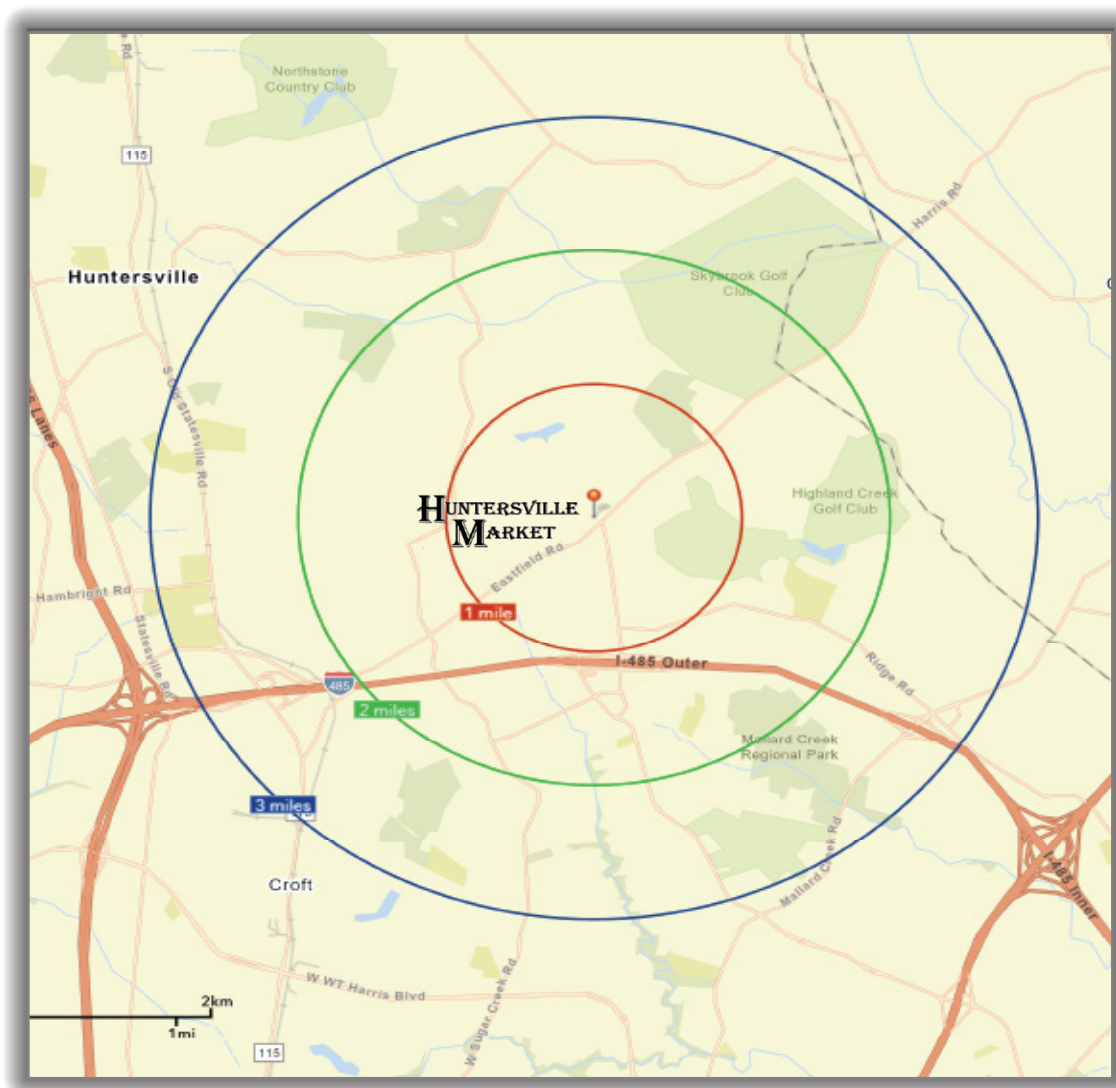 Northstone
Country Club
Rd
115
Harris Rd
Huntersville
Skybrook Golf
Club
S Old Statesville Rd
Lanes
Highland Creek
Golf Club
HUNTERSVILLE
MARKET
Eastfield Rd
Hambright Rd
1 mile
Statesville Rd
I-485 Outer
Ridge Rd
485
2 miles
Mallard Creek
Regional Park
3 miles
Mallard Creek Rd
I-485 Inner
Croft
W WT Harris Blvd
W Sugar Creek Rd
2km
1mi
115